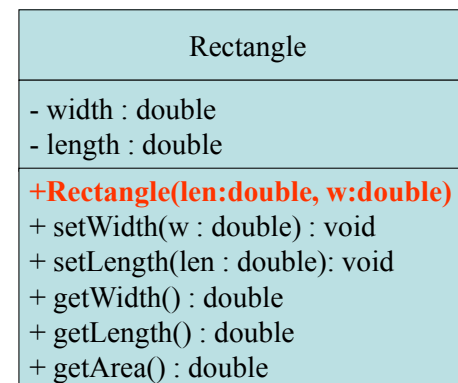 Rectangle
- width : double
- length : double
+Rectangle(len:double, w:double)
+ setWidth(w : double) : void
+ setLength(len : double): void
+ getWidth() : double
+ getLength() : double
+ getArea() : double